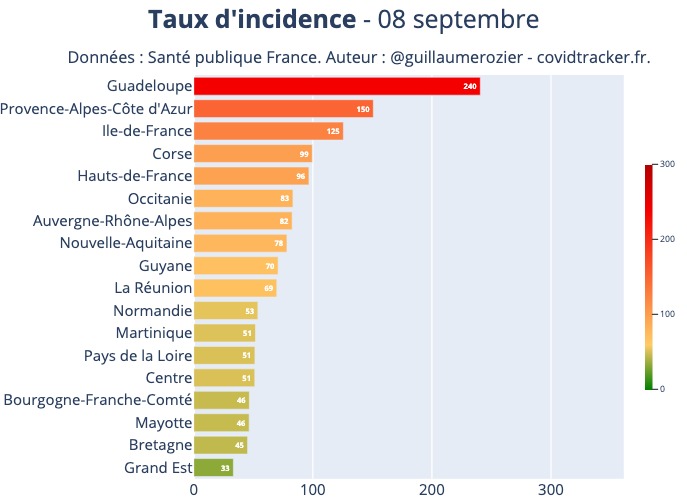 Taux d'incidence - 08 septembre
Données : Santé publique France. Auteur : @guillaumerozier - covidtracker.fr.
Guadeloupe 240
Provence-Alpes-Côte d'Azur 150
Ile-de-France 125
Corse 99
Hauts-de-France 96
Occitanie 83
Auvergne-Rhône-Alpes 82
Nouvelle-Aquitaine 78
Guyane 70
La Réunion 69
Normandie 53
Martinique 51
Pays de la Loire 51
Centre 51
Bourgogne-Franche-Comté 46
Mayotte 46
Bretagne 45
Grand Est 33
0 100 200 300
300
200
100
0